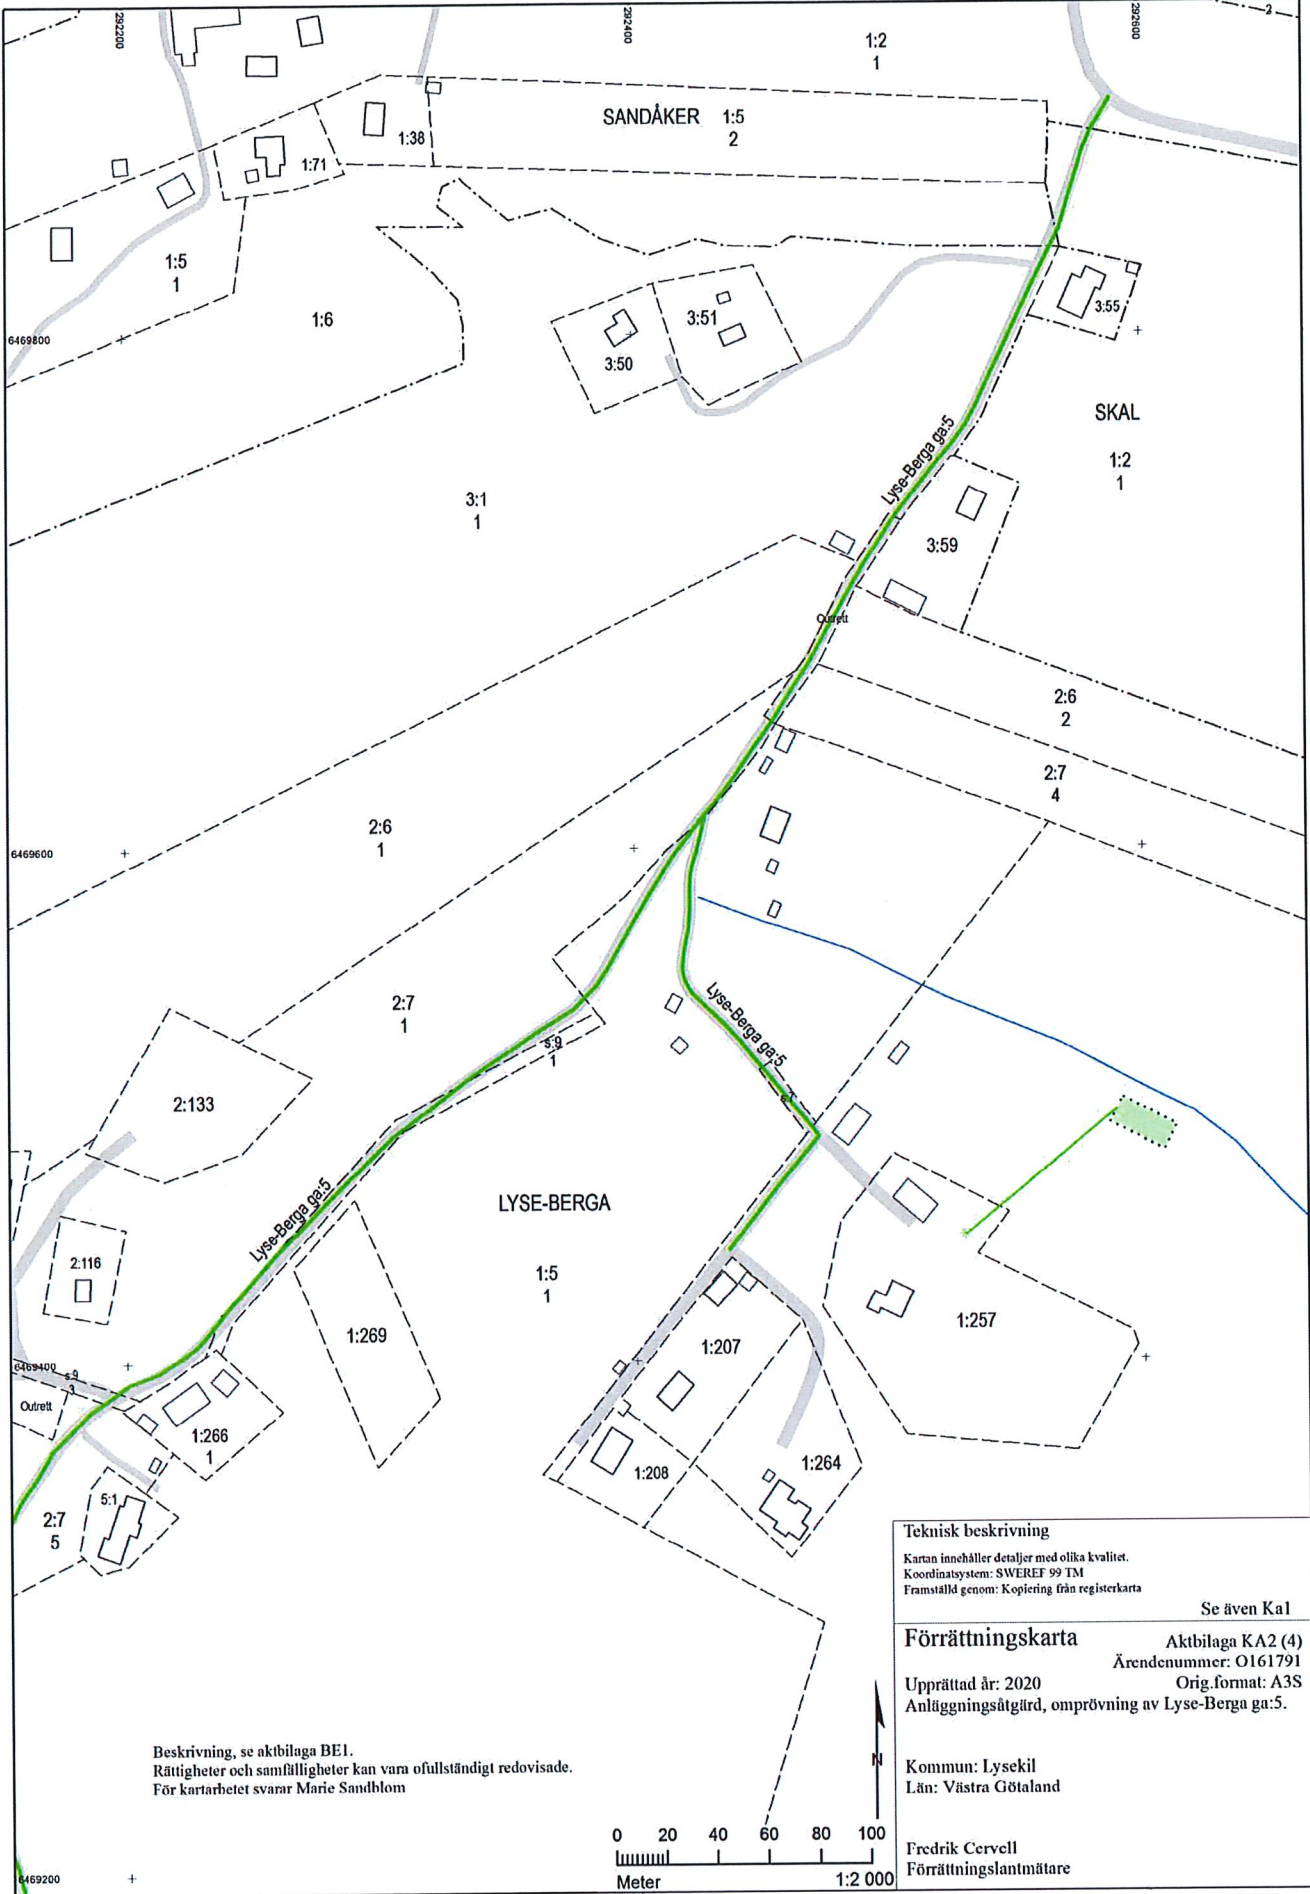 292200
292400
292600
2
1:2
1
SANDÅKER 1:5
2
1:38
1:71
1:5
1
1:6
3:51
3:50
3:55
6469800
SKAL
1:2
1
Lyse-Berga ga:5
3:1
1
3:59
Outrett
2:6
2
2:7
4
2:6
1
6469600
2:7
1
Lyse-Berga ga:5
s:9
1
2:133
LYSE-BERGA
1:5
1
Lyse-Berga ga:5
2:116
1:269
1:257
1:207
6469400
s:9
3
Outrett
1:266
1
1:208
1:264
5:1
2:7
5
Teknisk beskrivning
Kartan innehåller detaljer med olika kvalitet.
Koordinatsystem: SWEREF 99 TM
Framställd genom: Kopiering från registerkarta
Se även Ka1
Förrättningskarta
Aktbilaga KA2 (4)
Ärendenummer: O161791
Upprättad år: 2020
Orig.format: A3S
Anläggningsåtgärd, omprövning av Lyse-Berga ga:5.
Kommun: Lysekil
Län: Västra Götaland
Fredrik Cervell
Förrättningslantmätare
Beskrivning, se aktbilaga BE1.
Rättigheter och samfälligheter kan vara ofullständigt redovisade.
För kartarbetet svarar Marie Sandblom
N
0 20 40 60 80 100
Meter
1:2 000
6469200